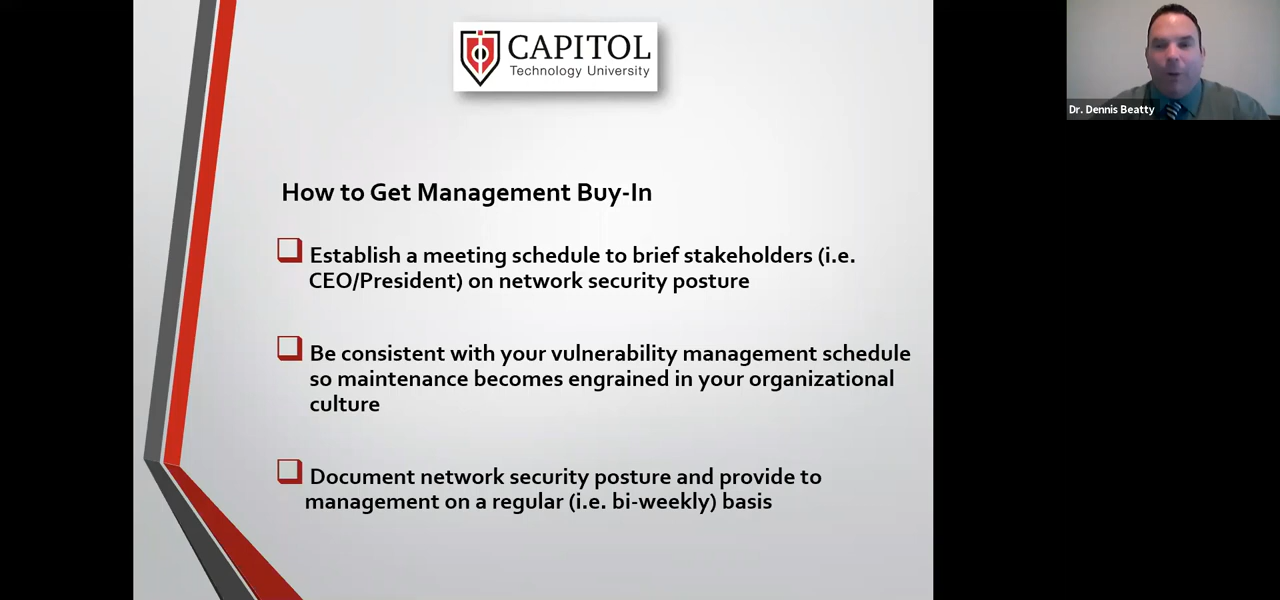 CAPITOL
Technology University
Dr. Dennis Beatty
How to Get Management Buy-In
Establish a meeting schedule to brief stakeholders (i.e.
CEO/President) on network security posture
Be consistent with your vulnerability management schedule
so maintenance becomes engrained in your organizational
culture
Document network security posture and provide to
management on a regular (i.e. bi-weekly) basis